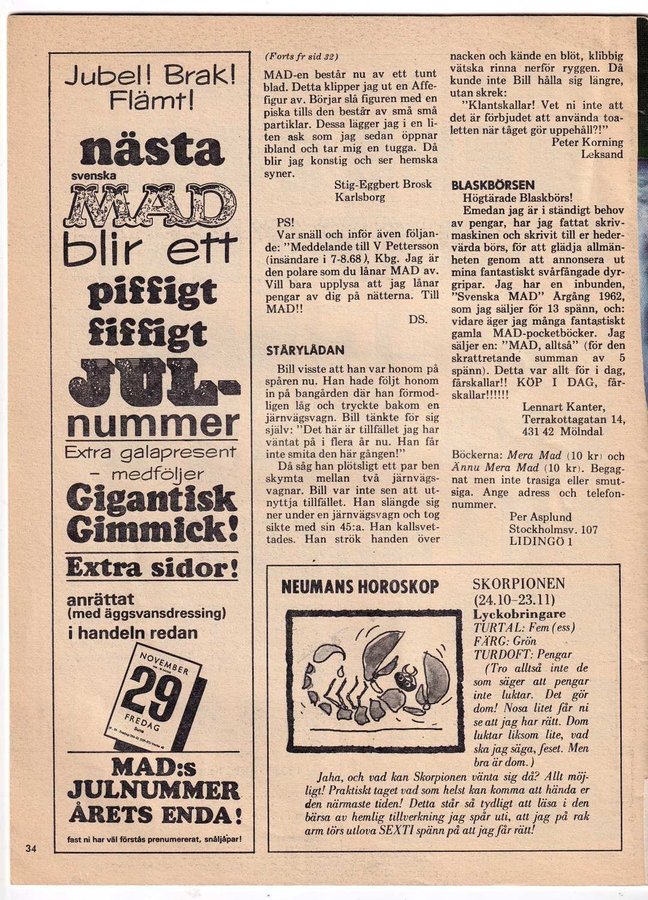 Jubel! Brak!
Flämt!
nästa
svenska
MAD
blir ett
piffigt
fiffigt
JUL-
nummer
Extra galapresent
– medföljer
Gigantisk
Gimmick!
Extra sidor!
anrättat
(med äggsvansdressing)
i handeln redan
NOVEMBER
29
FREDAG
Sune
MAD:s
JULNUMMER
ÅRETS ENDA!
fast ni har väl förstås prenumererat, snåljåpar!
34
(Forts fr sid 32)
MAD-en består nu av ett tunt
blad. Detta klipper jag ut en Affe-
figur av. Börjar slå figuren med en
piska tills den består av små små
partiklar. Dessa lägger jag i en li-
ten ask som jag sedan öppnar
ibland och tar mig en tugga. Då
blir jag konstig och ser hemska
syner.
Stig-Eggbert Brosk
Karlsborg
PS!
Var snäll och inför även följan-
de: "Meddelande till V Pettersson
(insändare i 7-8.68), Kbg. Jag är
den polare som du lånar MAD av.
Vill bara upplysa att jag lånar
pengar av dig på nätterna. Till
MAD!!
DS.
STÅRYLÅDAN
Bill visste att han var honom på
spåren nu. Han hade följt honom
in på bangården där han förmod-
ligen låg och tryckte bakom en
järnvägsvagn. Bill tänkte för sig
själv: "Det här är tillfället jag har
väntat på i flera år nu. Han får
inte smita den här gången!"
Då såg han plötsligt ett par ben
skymta mellan två järnvägs-
vagnar. Bill var inte sen att ut-
nyttja tillfället. Han slängde sig
ner under en järnvägsvagn och tog
sikte med sin 45:a. Han kallsvet-
tades. Han strök handen över
nacken och kände en blöt, klibbig
vätska rinna nerför ryggen. Då
kunde inte Bill hålla sig längre,
utan skrek:
"Klantskallar! Vet ni inte att
det är förbjudet att använda toa-
letten när tåget gör uppehåll?!"
Peter Korning
Leksand
BLASKBÖRSEN
Högtärade Blaskbörs!
Emedan jag är i ständigt behov
av pengar, har jag fattat skriv-
maskinen och skrivit till er heder-
värda börs, för att glädja allmän-
heten genom att annonsera ut
mina fantastiskt svårfångade dyr-
gripar. Jag har en inbunden,
"Svenska MAD" Årgång 1962,
som jag säljer för 13 spänn, och:
vidare äger jag många fantastiskt
gamla MAD-pocketböcker. Jag
säljer en: "MAD, alltså" (för den
skrattretande summan av 5
spänn). Detta var allt för i dag,
fårskallar!! KÖP I DAG, får-
skallar!!!!!!
Lennart Kanter,
Terrakottagatan 14,
431 42 Mölndal
Böckerna: Mera Mad (10 kr) och
Ännu Mera Mad (10 kr). Begag-
nat men inte trasiga eller smut-
siga. Ange adress och telefon-
nummer.
Per Asplund
Stockholmsv. 107
LIDINGÖ 1
NEUMANS HOROSKOP
SKORPIONEN
(24.10–23.11)
Lyckobringare
TURTAL: Fem (ess)
FÄRG: Grön
TURDOFT: Pengar
(Tro alltså inte de
som säger att pengar
inte luktar. Det gör
dom! Nosa litet får ni
se att jag har rätt. Dom
luktar liksom lite, vad
ska jag säga, feset. Men
bra är dom.)
Jaha, och vad kan Skorpionen vänta sig då? Allt möj-
ligt! Praktiskt taget vad som helst kan komma att hända er
den närmaste tiden! Detta står så tydligt att läsa i den
bärsa av hemlig tillverkning jag spår uti, att jag på rak
arm törs utlova SEXTI spänn på att jag får rätt!